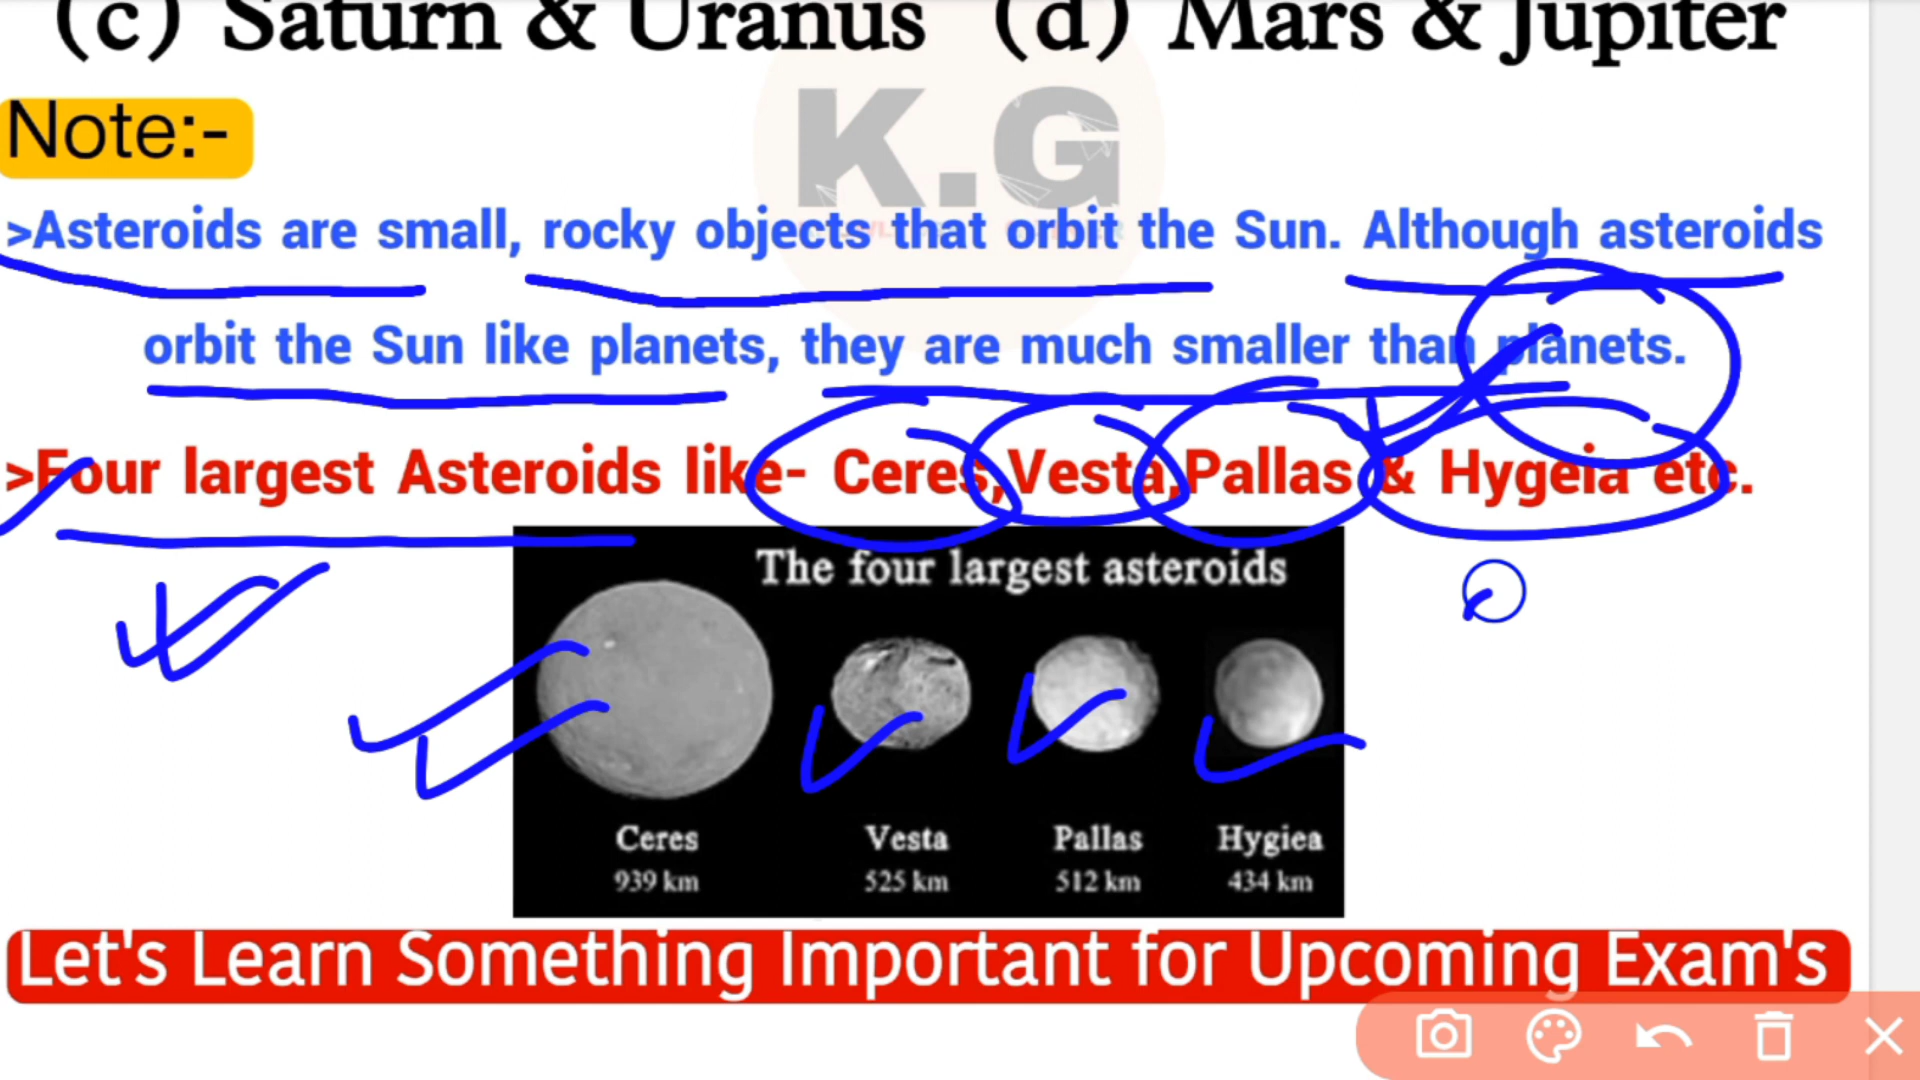 (c) Saturn & Uranus (d) Mars & Jupiter
K.G
Note:-
>Asteroids are small, rocky objects that orbit the Sun. Although asteroids
orbit the Sun like planets, they are much smaller than planets.
>Four largest Asteroids like- Ceres,Vesta,Pallas & Hygeia etc.
The four largest asteroids
Ceres Vesta Pallas Hygiea
939 km 525 km 512 km 434 km
Let's Learn Something Important for Upcoming Exam's